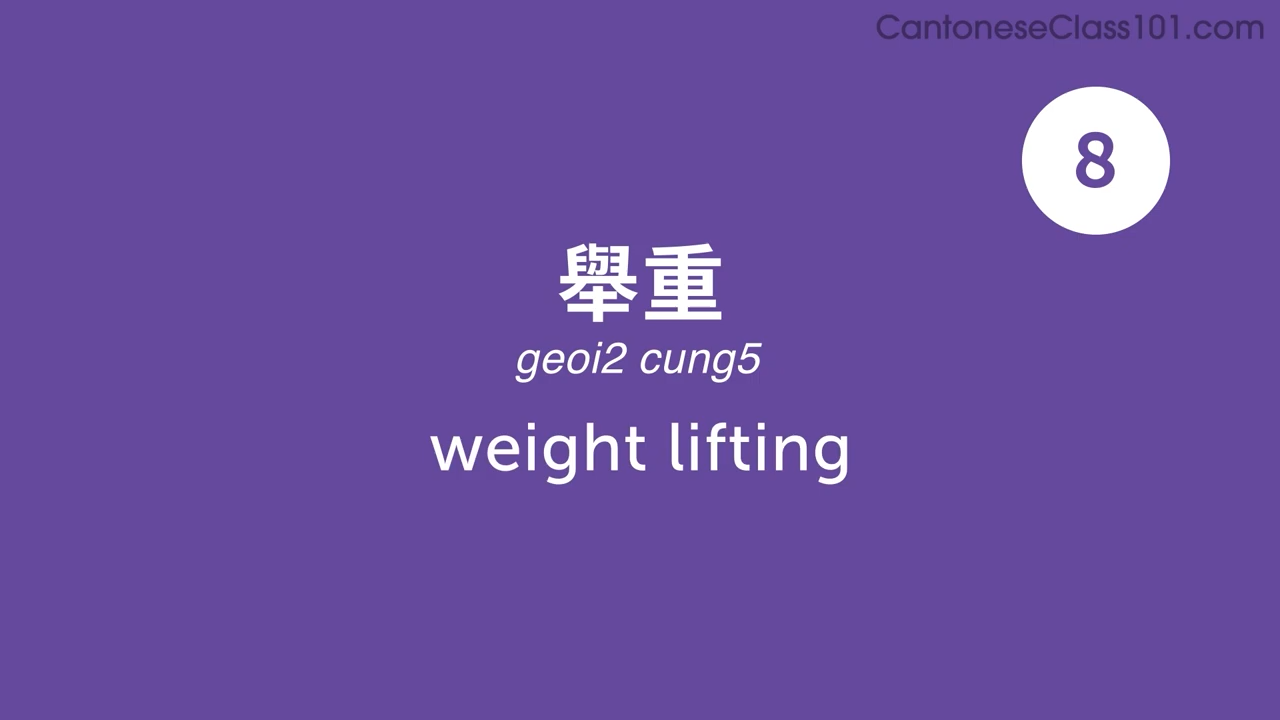 CantoneseClass101.com
8
舉重
geoi2 cung5
weight lifting